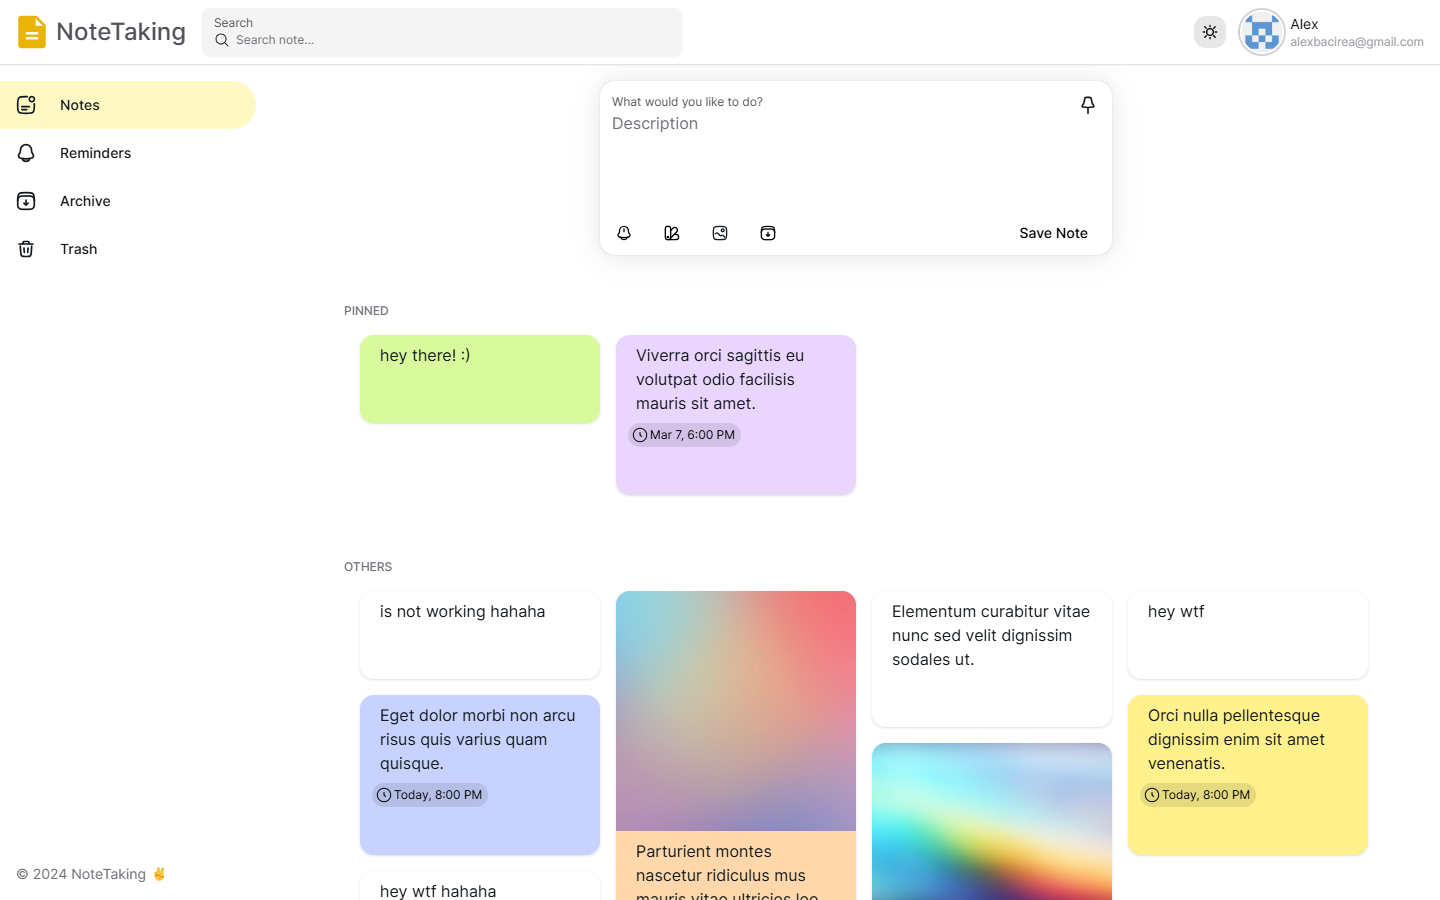 NoteTaking
Search
Search note...
Alex
alexbacirea@gmail.com
Notes
Reminders
Archive
Trash
What would you like to do?
Description
Save Note
PINNED
hey there! :)
Viverra orci sagittis eu
volutpat odio facilisis
mauris sit amet.
Mar 7, 6:00 PM
OTHERS
is not working hahaha
Eget dolor morbi non arcu
risus quis varius quam
quisque.
Today, 8:00 PM
hey wtf hahaha
Parturient montes
nascetur ridiculus mus
mauris vitae ultricies leo
Elementum curabitur vitae
nunc sed velit dignissim
sodales ut.
hey wtf
Orci nulla pellentesque
dignissim enim sit amet
venenatis.
Today, 8:00 PM
© 2024 NoteTaking ✌️